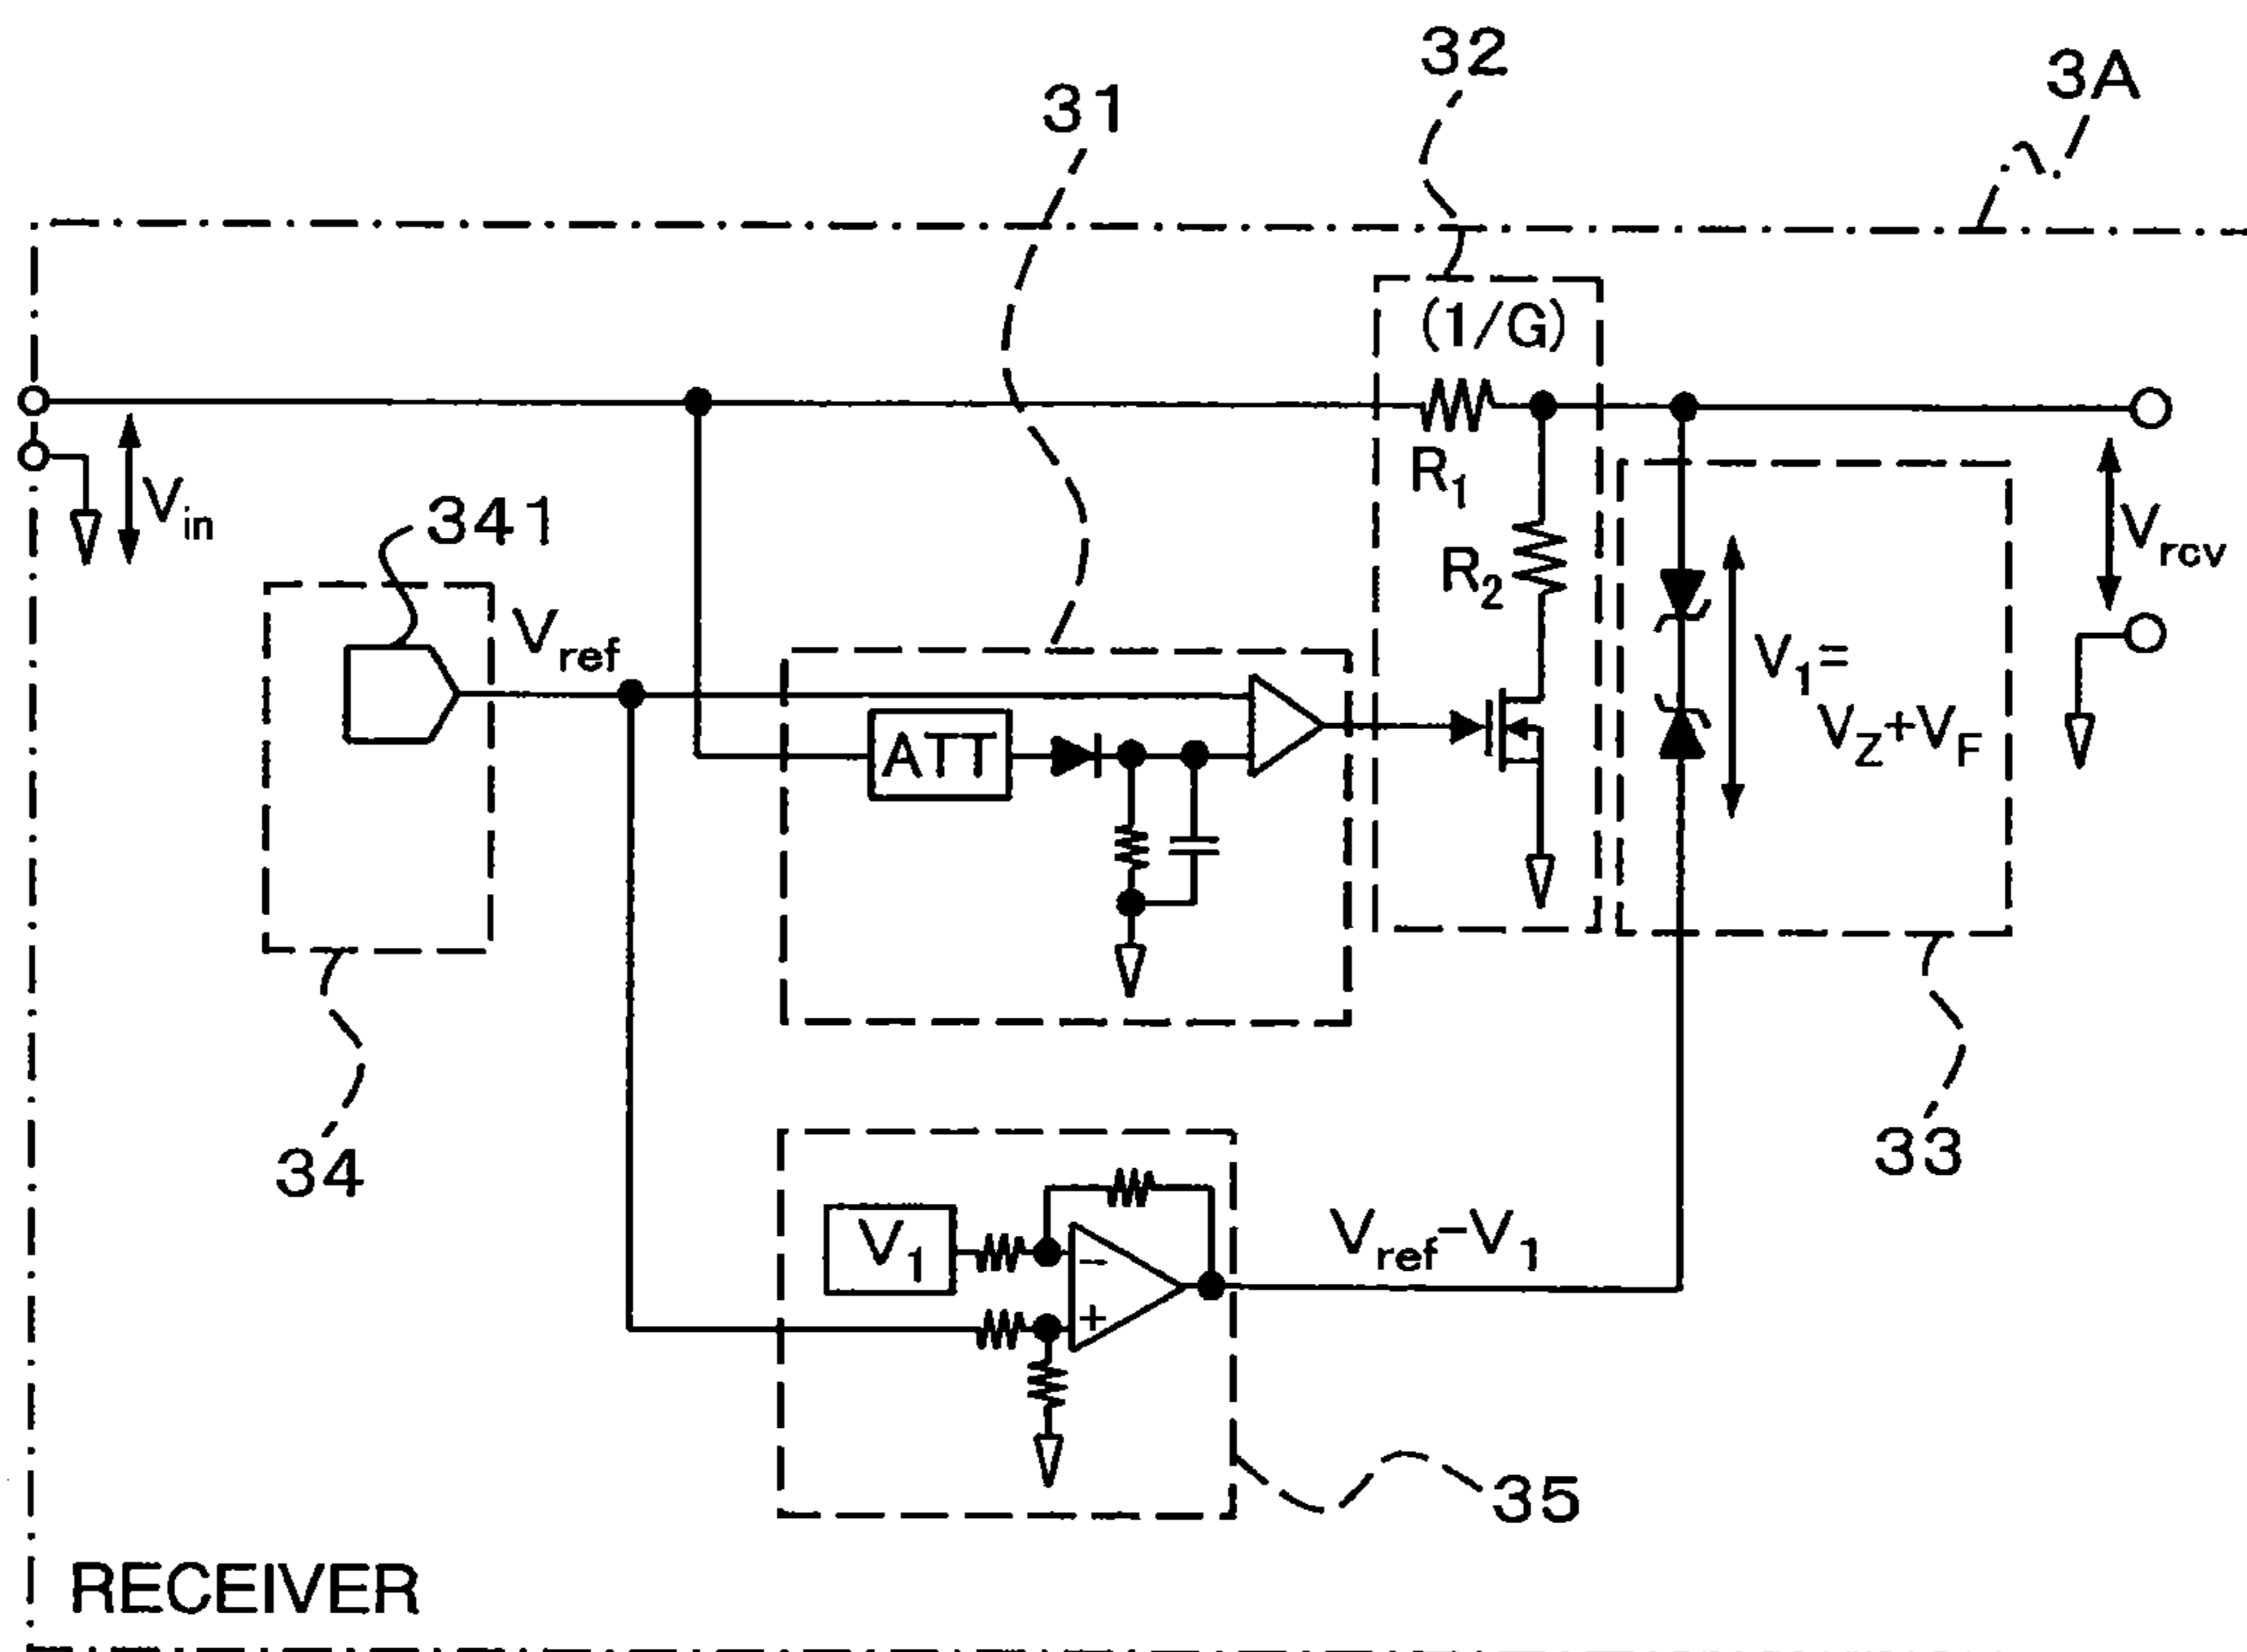 32
3A
31
(1/G)
Vin
341
R1
Vrcv
R2
Vref
V1=
VZ+VF
ATT
34
33
V1
Vref-V1
-
+
35
RECEIVER